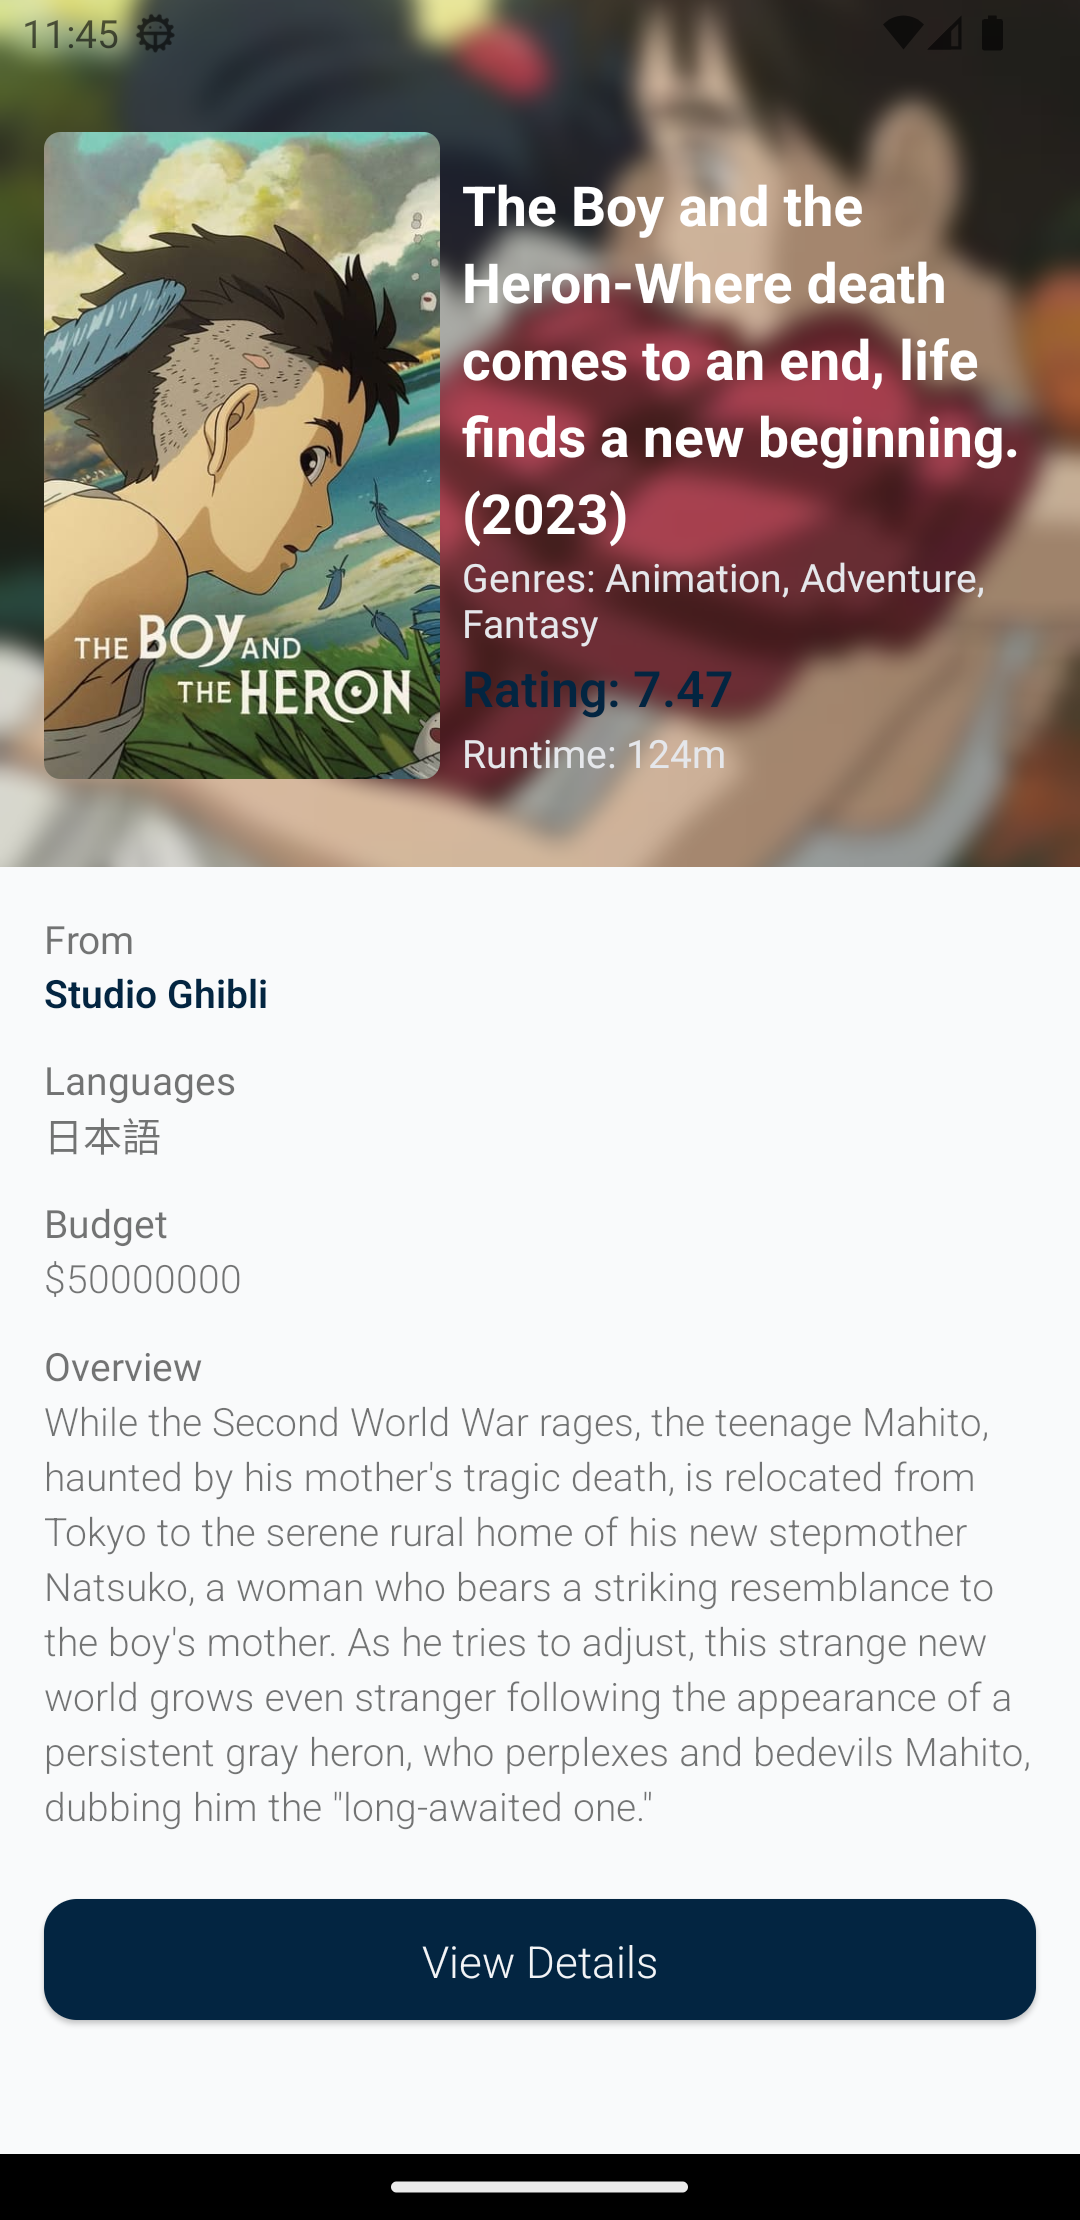 11:45
The Boy and the
Heron-Where death
comes to an end, life
finds a new beginning.
(2023)
Genres: Animation, Adventure,
Fantasy
Rating: 7.47
Runtime: 124m
THE BOY AND
THE HERON
From
Studio Ghibli
Languages
日本語
Budget
$50000000
Overview
While the Second World War rages, the teenage Mahito,
haunted by his mother's tragic death, is relocated from
Tokyo to the serene rural home of his new stepmother
Natsuko, a woman who bears a striking resemblance to
the boy's mother. As he tries to adjust, this strange new
world grows even stranger following the appearance of a
persistent gray heron, who perplexes and bedevils Mahito,
dubbing him the "long-awaited one."
View Details